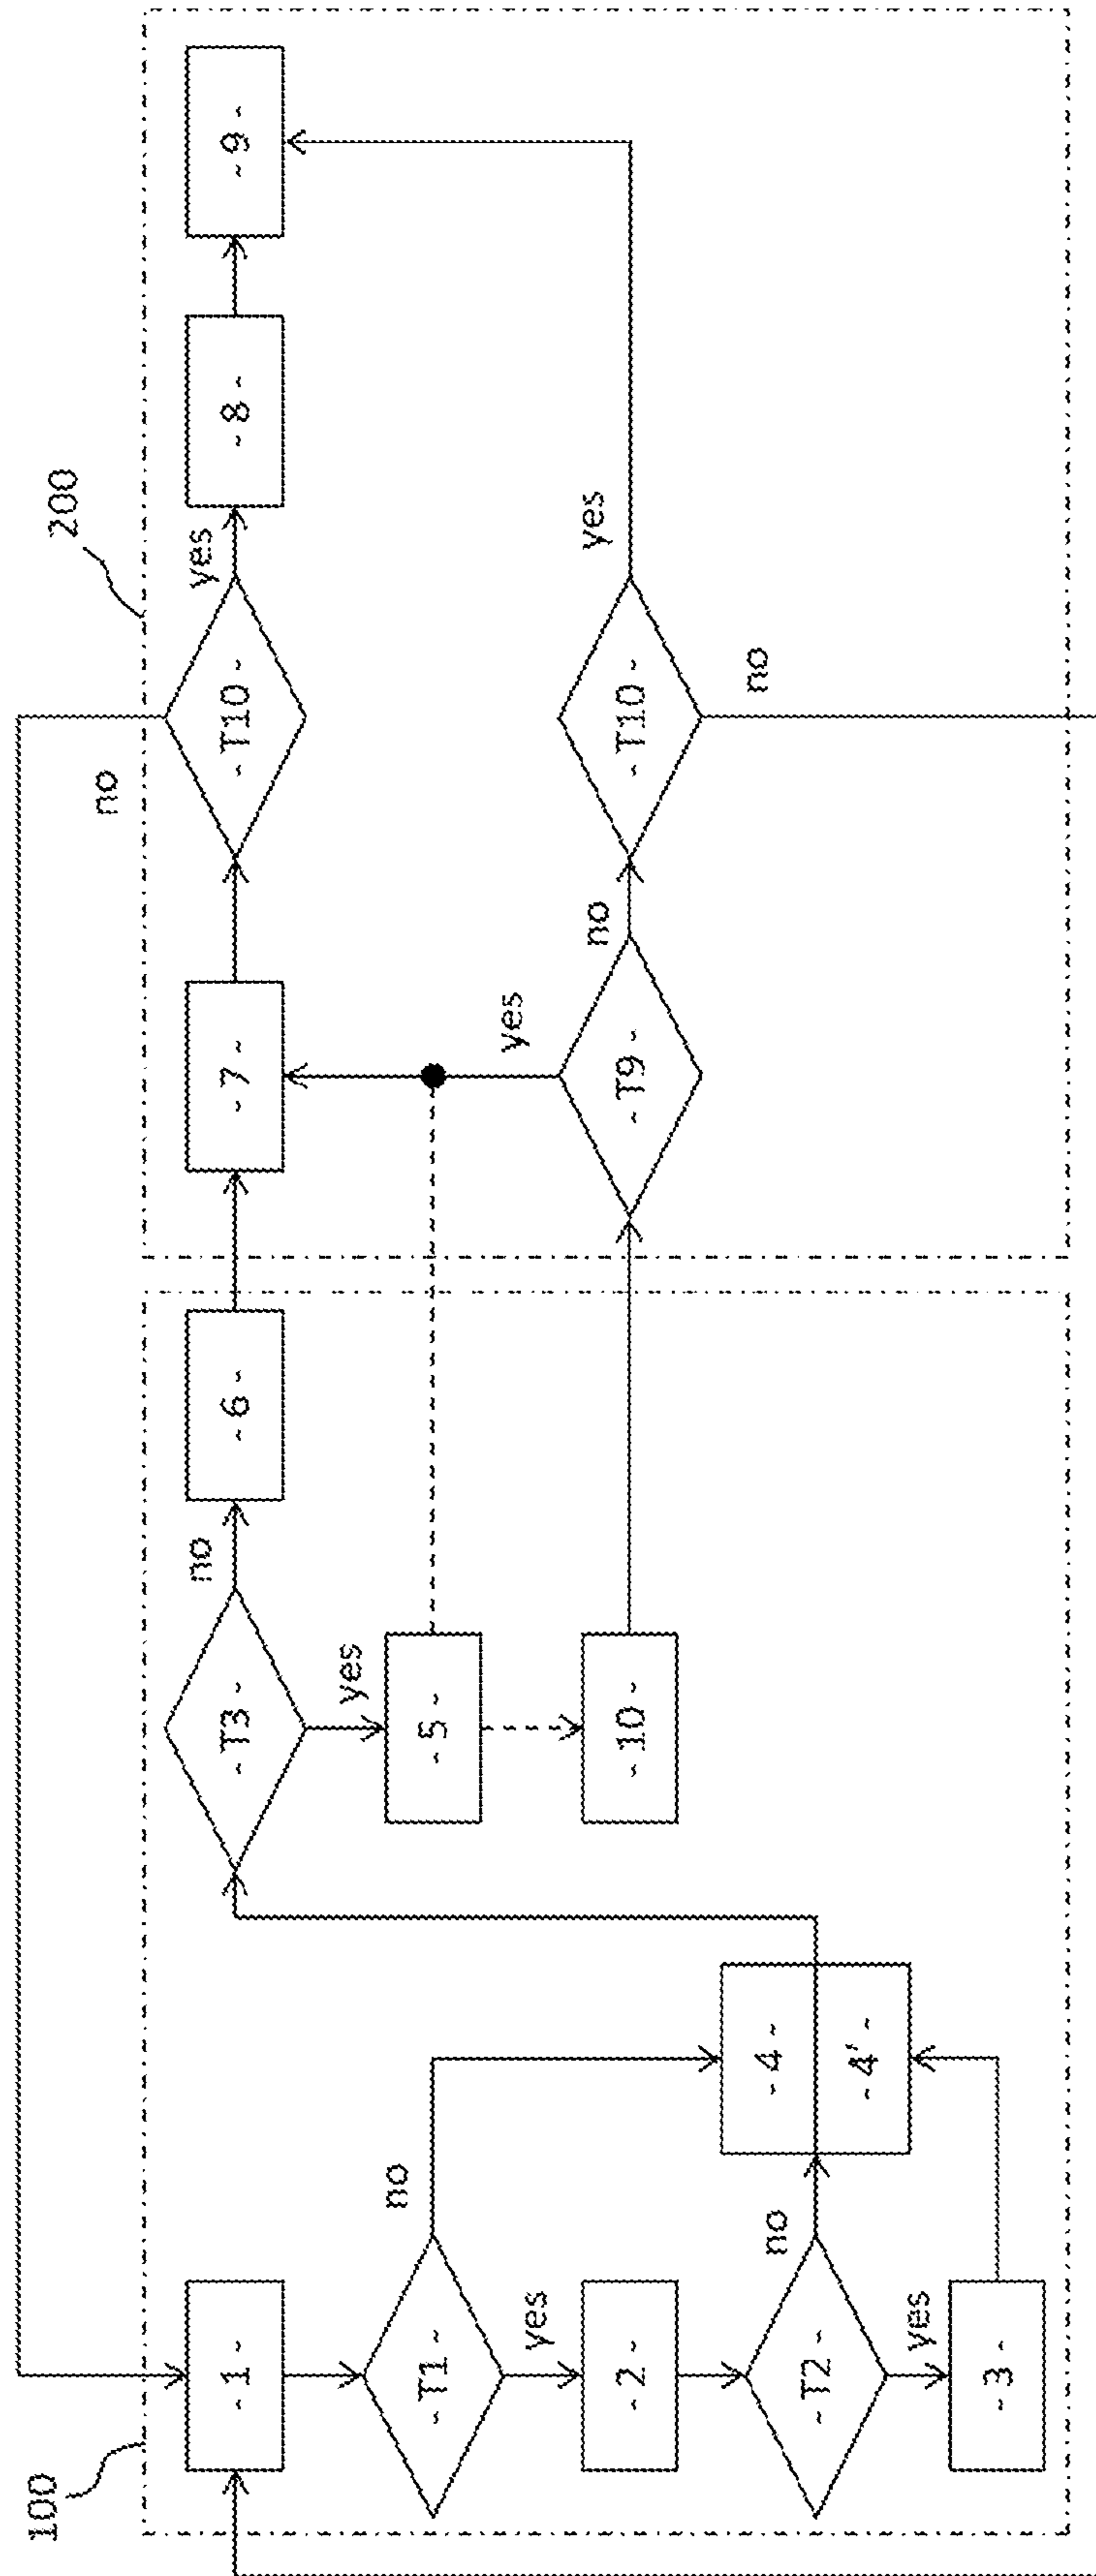 100
200
- 1 -
- T1 -
no
yes
- 2 -
- T2 -
no
yes
- 3 -
- 4 -
- 4' -
- T3 -
no
yes
- 5 -
- 10 -
- 6 -
- 7 -
yes
- T9 -
no
no
- T10 -
yes
- T10 -
yes
no
- 8 -
- 9 -